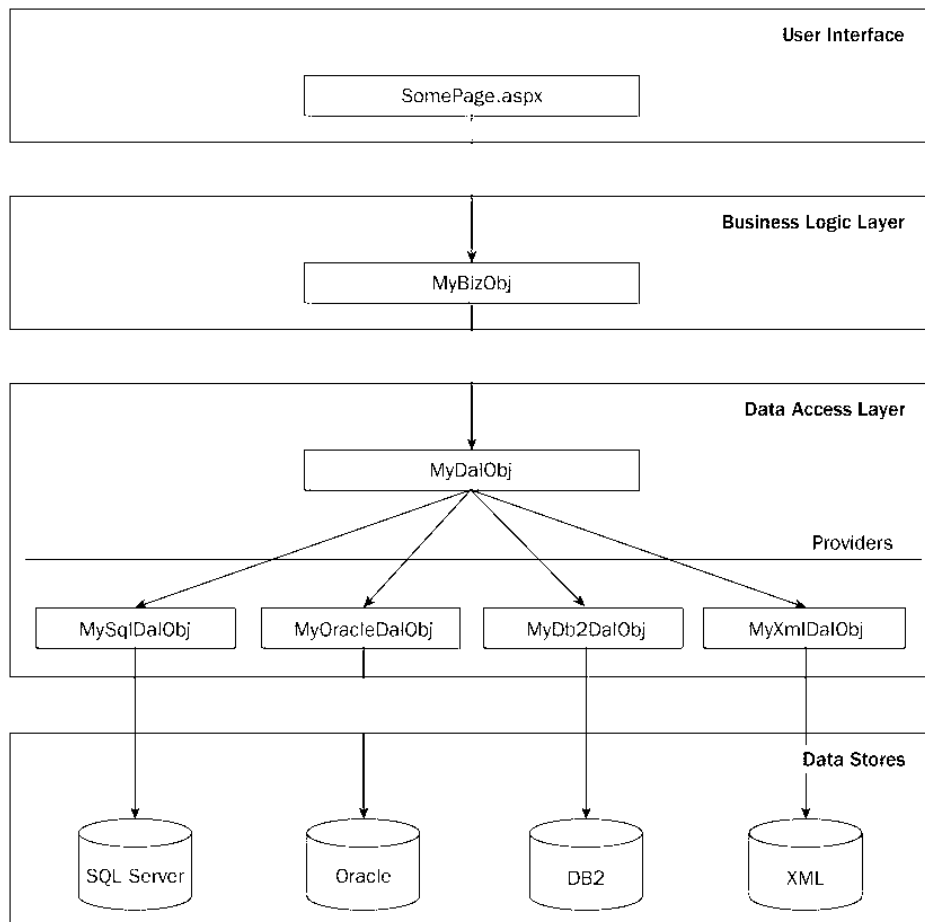 User Interface
SomePage.aspx
Business Logic Layer
MyBizObj
Data Access Layer
MyDalObj
Providers
MySqlDalObj
MyOracleDalObj
MyDb2DalObj
MyXmlDalObj
Data Stores
SQL Server
Oracle
DB2
XML